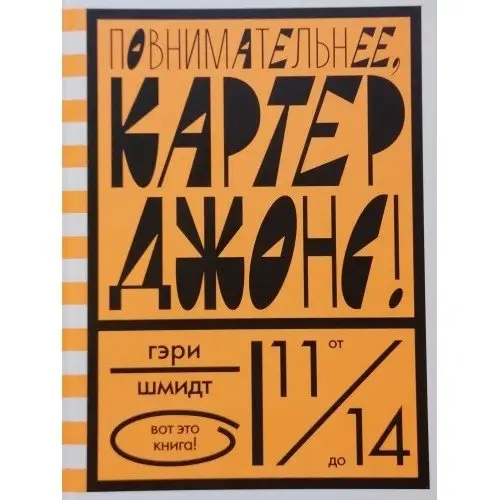 ПОВНИМАТЕЛЬНЕЕ,
КАРТЕР
ДЖОНС!
ГЭРИ
ШМИДТ
ВОТ ЭТО
КНИГА!
11 ОТ
ДО 14